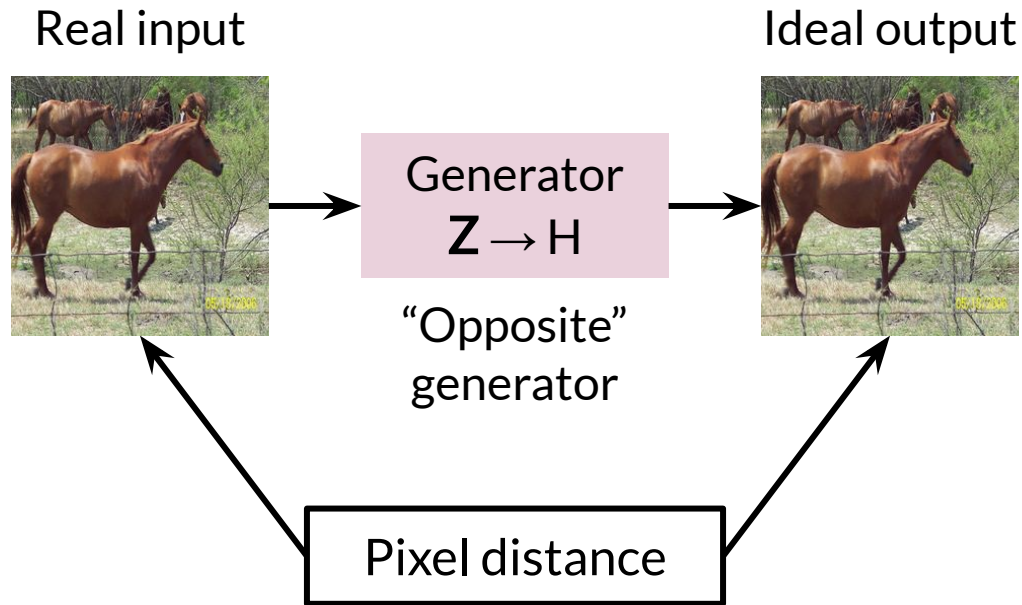 Real input
Ideal output
Generator
Z → H
“Opposite”
generator
Pixel distance